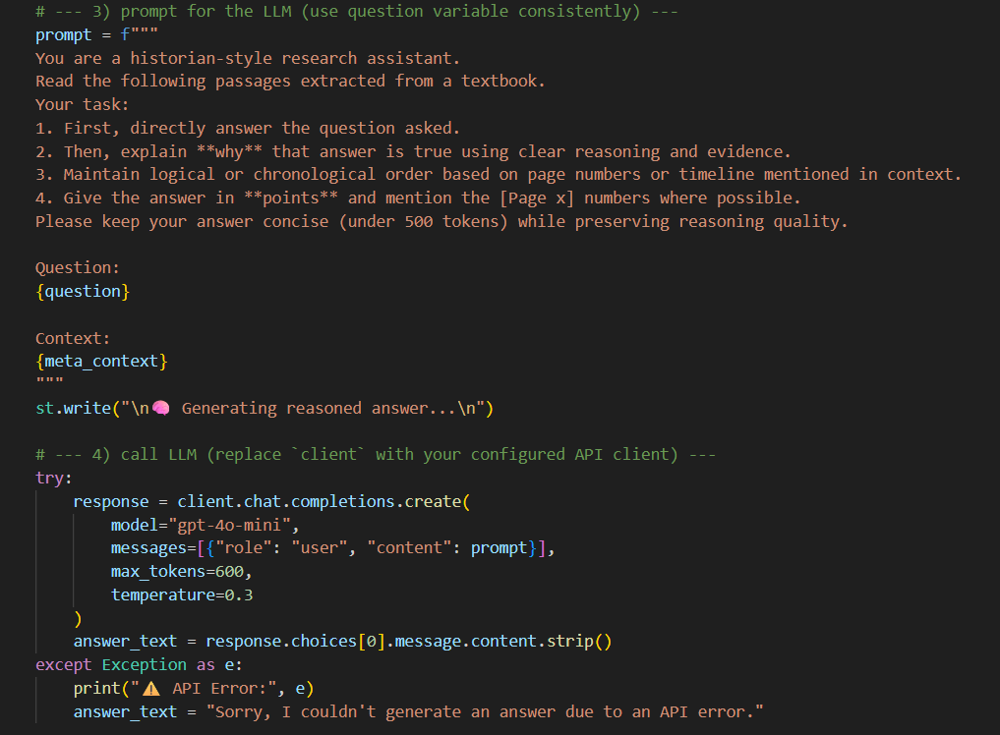 # --- 3) prompt for the LLM (use question variable consistently) ---
prompt = f"""
You are a historian-style research assistant.
Read the following passages extracted from a textbook.
Your task:
1. First, directly answer the question asked.
2. Then, explain **why** that answer is true using clear reasoning and evidence.
3. Maintain logical or chronological order based on page numbers or timeline mentioned in context.
4. Give the answer in **points** and mention the [Page x] numbers where possible.
Please keep your answer concise (under 500 tokens) while preserving reasoning quality.

Question:
{question}

Context:
{meta_context}
"""
st.write("\n🧠 Generating reasoned answer...\n")

# --- 4) call LLM (replace `client` with your configured API client) ---
try:
    response = client.chat.completions.create(
        model="gpt-4o-mini",
        messages=[{"role": "user", "content": prompt}],
        max_tokens=600,
        temperature=0.3
    )
    answer_text = response.choices[0].message.content.strip()
except Exception as e:
    print("⚠️ API Error:", e)
    answer_text = "Sorry, I couldn't generate an answer due to an API error."